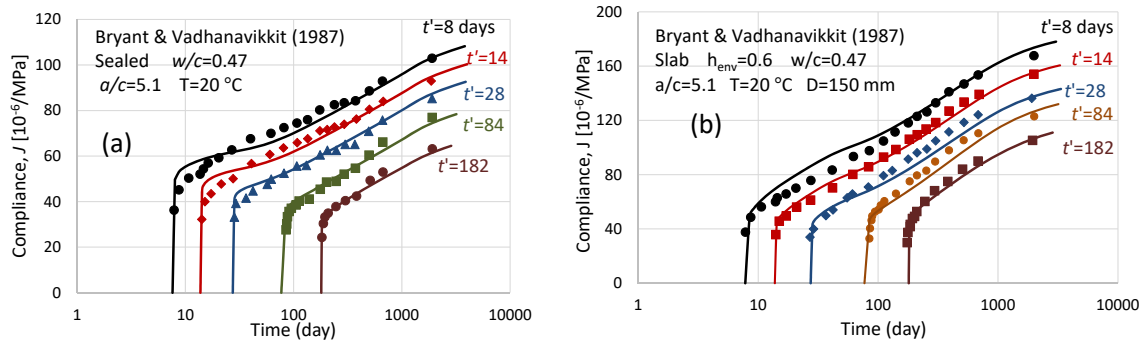 120
100
80
60
40
20
0
Compliance, J [10⁻⁶/MPa]
Bryant & Vadhanavikkit (1987)
Sealed w/c=0.47
a/c=5.1 T=20 °C
(a)
t'=8 days
t'=14
t'=28
t'=84
t'=182
1 10 100 1000 10000
Time (day)
200
160
120
80
40
0
Compliance, J [10⁻⁶/MPa]
Bryant & Vadhanavikkit (1987)
Slab h_env=0.6 w/c=0.47
a/c=5.1 T=20 °C D=150 mm
(b)
t'=8 days
t'=14
t'=28
t'=84
t'=182
1 10 100 1000 10000
Time (day)